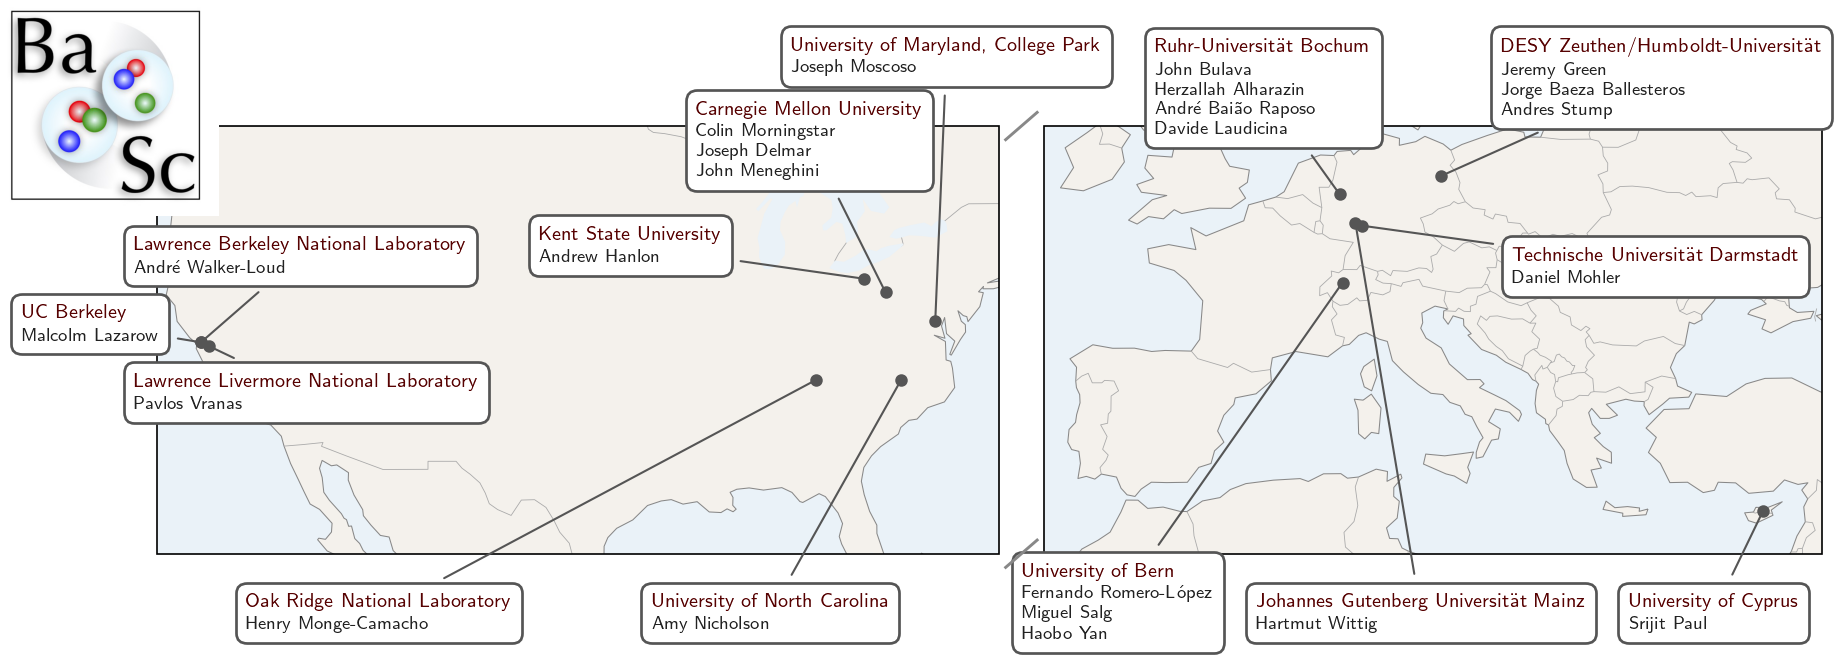 Ba
Sc
University of Maryland, College Park
Joseph Moscoso
Carnegie Mellon University
Colin Morningstar
Joseph Delmar
John Meneghini
Ruhr-Universität Bochum
John Bulava
Herzallah Alharazin
André Baião Raposo
Davide Laudicina
DESY Zeuthen/Humboldt-Universität
Jeremy Green
Jorge Baeza Ballesteros
Andres Stump
Lawrence Berkeley National Laboratory
André Walker-Loud
Kent State University
Andrew Hanlon
Technische Universität Darmstadt
Daniel Mohler
UC Berkeley
Malcolm Lazarow
Lawrence Livermore National Laboratory
Pavlos Vranas
Oak Ridge National Laboratory
Henry Monge-Camacho
University of North Carolina
Amy Nicholson
University of Bern
Fernando Romero-López
Miguel Salg
Haobo Yan
Johannes Gutenberg Universität Mainz
Hartmut Wittig
University of Cyprus
Srijit Paul